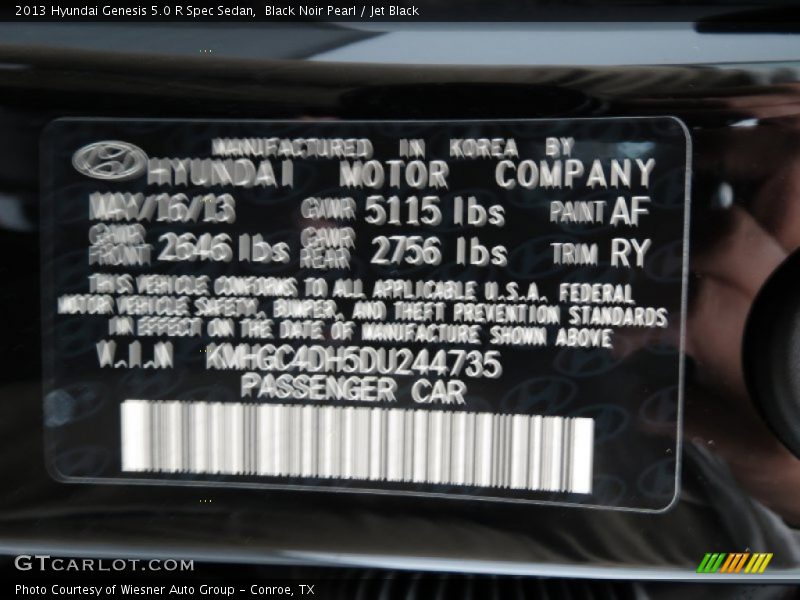 2013 Hyundai Genesis 5.0 R Spec Sedan,  Black Noir Pearl / Jet Black
MANUFACTURED IN KOREA BY
HYUNDAI MOTOR COMPANY
MAY/16/13 GVWR 5115 lbs PAINT AF
GAWR FRONT 2646 lbs GAWR REAR 2756 lbs TRIM RY
THIS VEHICLE CONFORMS TO ALL APPLICABLE U.S.A. FEDERAL
MOTOR VEHICLE SAFETY, BUMPER, AND THEFT PREVENTION STANDARDS
IN EFFECT ON THE DATE OF MANUFACTURE SHOWN ABOVE
V.I.N KMHGC4DH5DU244735
PASSENGER CAR
GTCARLOT.COM
Photo Courtesy of Wiesner Auto Group - Conroe, TX